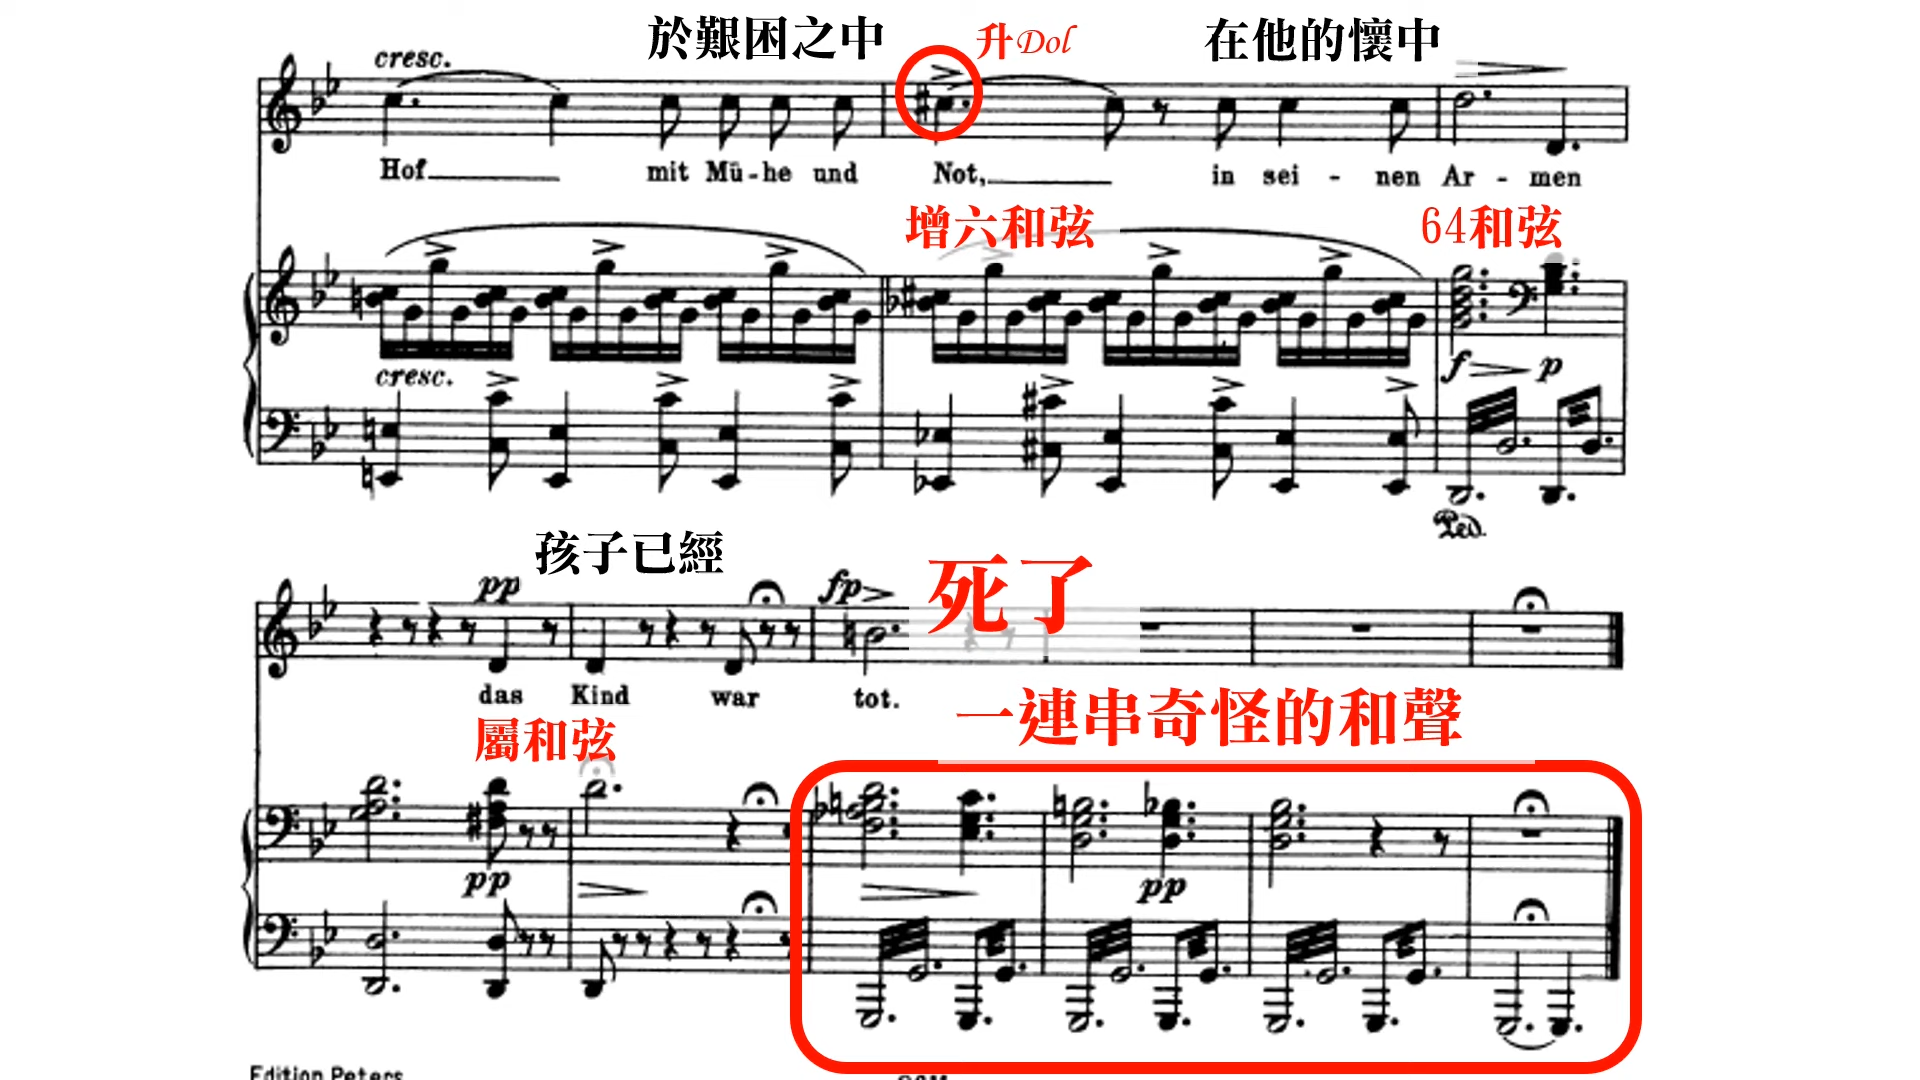 於艱困之中 升Dol 在他的懷中
cresc.
Hof mit Mü-he und Not, in sei - nen Ar - men
增六和弦 64和弦
f p
cresc.
Ped.
孩子已經 死了
pp fp
das Kind war tot.
屬和弦 一連串奇怪的和聲
pp pp
Edition Peters